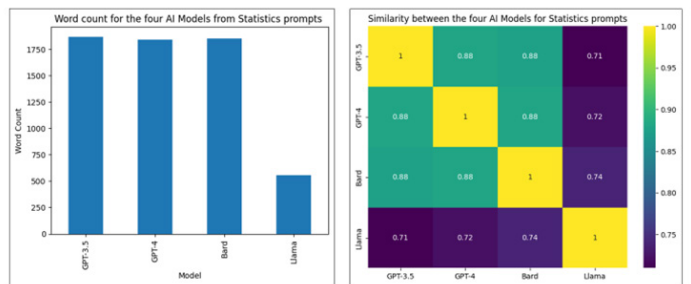 Word count for the four AI Models from Statistics prompts
1750
1500
1250
1000
750
500
250
0
Word Count
GPT-3.5
GPT-4
Bard
Llama
Model
Similarity between the four AI Models for Statistics prompts
GPT-3.5
1
0.88
0.88
0.71
GPT-4
0.88
1
0.88
0.72
Bard
0.88
0.88
1
0.74
Llama
0.71
0.72
0.74
1
GPT-3.5
GPT-4
Bard
Llama
1.00
0.95
0.90
0.85
0.80
0.75